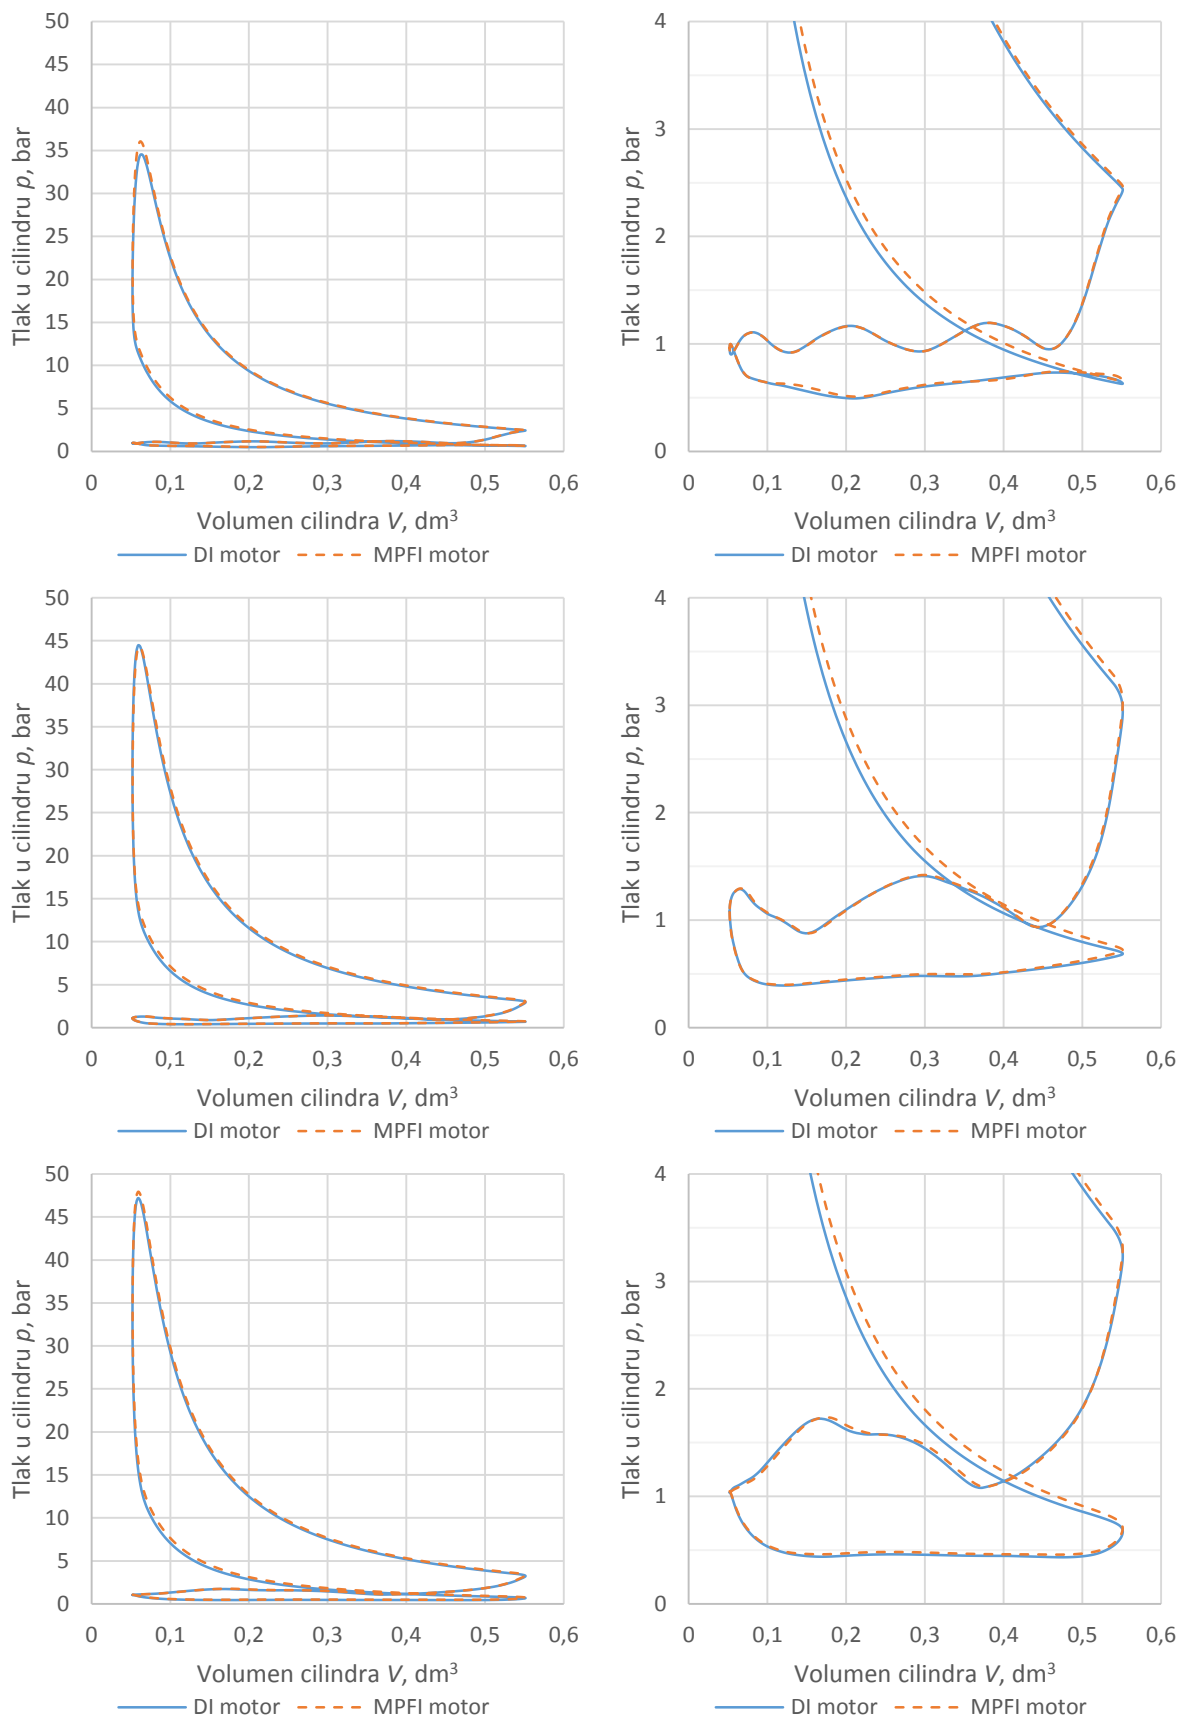 50
45
40
35
30
25
20
15
10
5
0
Tlak u cilindru p, bar
0 0,1 0,2 0,3 0,4 0,5 0,6
Volumen cilindra V, dm³
DI motor MPFI motor
4
3
2
1
0
Tlak u cilindru p, bar
0 0,1 0,2 0,3 0,4 0,5 0,6
Volumen cilindra V, dm³
DI motor MPFI motor
50
45
40
35
30
25
20
15
10
5
0
Tlak u cilindru p, bar
0 0,1 0,2 0,3 0,4 0,5 0,6
Volumen cilindra V, dm³
DI motor MPFI motor
4
3
2
1
0
Tlak u cilindru p, bar
0 0,1 0,2 0,3 0,4 0,5 0,6
Volumen cilindra V, dm³
DI motor MPFI motor
50
45
40
35
30
25
20
15
10
5
0
Tlak u cilindru p, bar
0 0,1 0,2 0,3 0,4 0,5 0,6
Volumen cilindra V, dm³
DI motor MPFI motor
4
3
2
1
0
Tlak u cilindru p, bar
0 0,1 0,2 0,3 0,4 0,5 0,6
Volumen cilindra V, dm³
DI motor MPFI motor